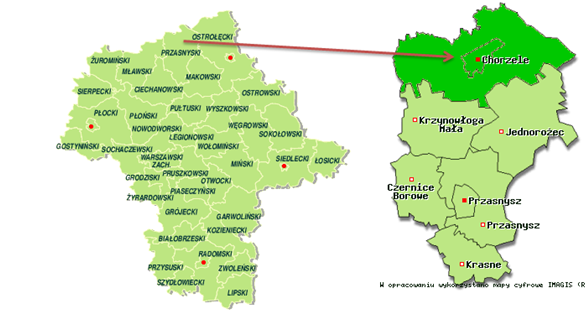 OSTROŁĘCKI
PRZASNYSKI
ŻUROMIŃSKI
MŁAWSKI
MAKOWSKI
SIERPECKI
CIECHANOWSKI
OSTROWSKI
PŁOCKI
PŁOŃSKI
PUŁTUSKI
WYSZKOWSKI
NOWODWORSKI
WĘGROWSKI
LEGIONOWSKI
SOKOŁOWSKI
GOSTYNIŃSKI
SOCHACZEWSKI
WOŁOMIŃSKI
WARSZAWSKI
ZACH.
MIŃSKI
SIEDLECKI
ŁOSICKI
GRODZISKI
PRUSZKOWSKI
OTWOCKI
PIASECZYŃSKI
ŻYRARDOWSKI
GRÓJECKI
GARWOLIŃSKI
KOZIENICKI
BIAŁOBRZESKI
RADOMSKI
PRZYSUSKI
ZWOLEŃSKI
SZYDŁOWIECKI
LIPSKI
Chorzele
Krzynowłoga
Mała
Jednorożec
Czernice
Borowe
Przasnysz
Przasnysz
Krasne
W opracowaniu wykorzystano mapy cyfrowe IMAGIS (R